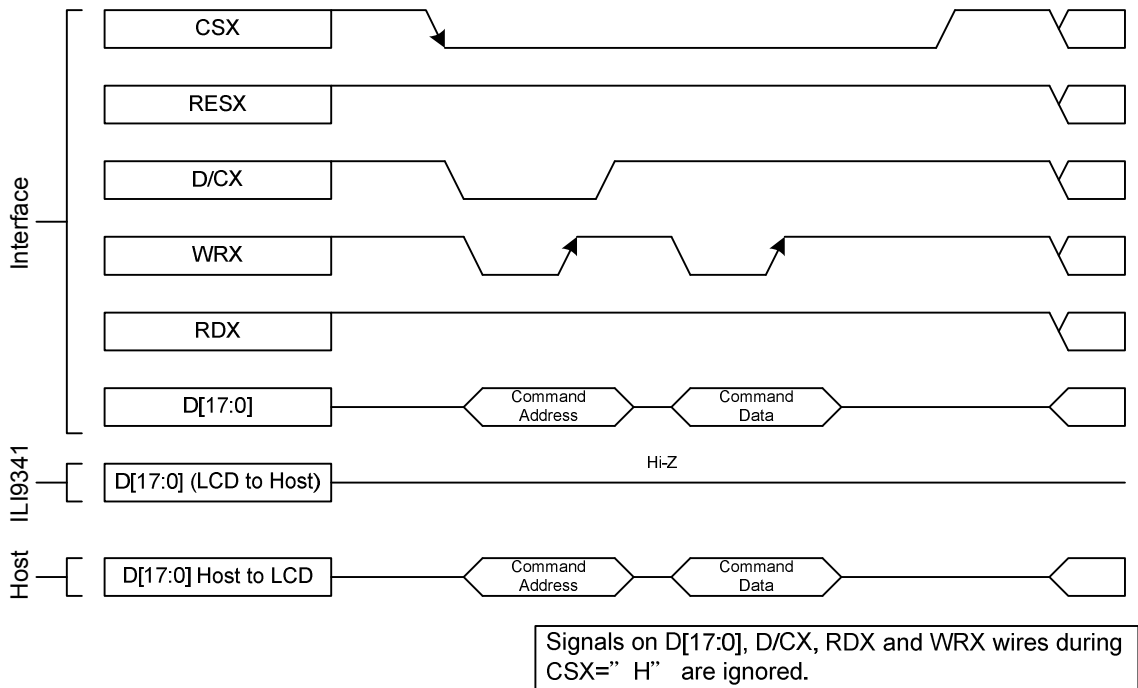 Interface
CSX
RESX
D/CX
WRX
RDX
D[17:0]
Command
Address
Command
Data
ILI9341
D[17:0] (LCD to Host)
Hi-Z
Host
D[17:0] Host to LCD
Command
Address
Command
Data
Signals on D[17:0], D/CX, RDX and WRX wires during
CSX=” H” are ignored.